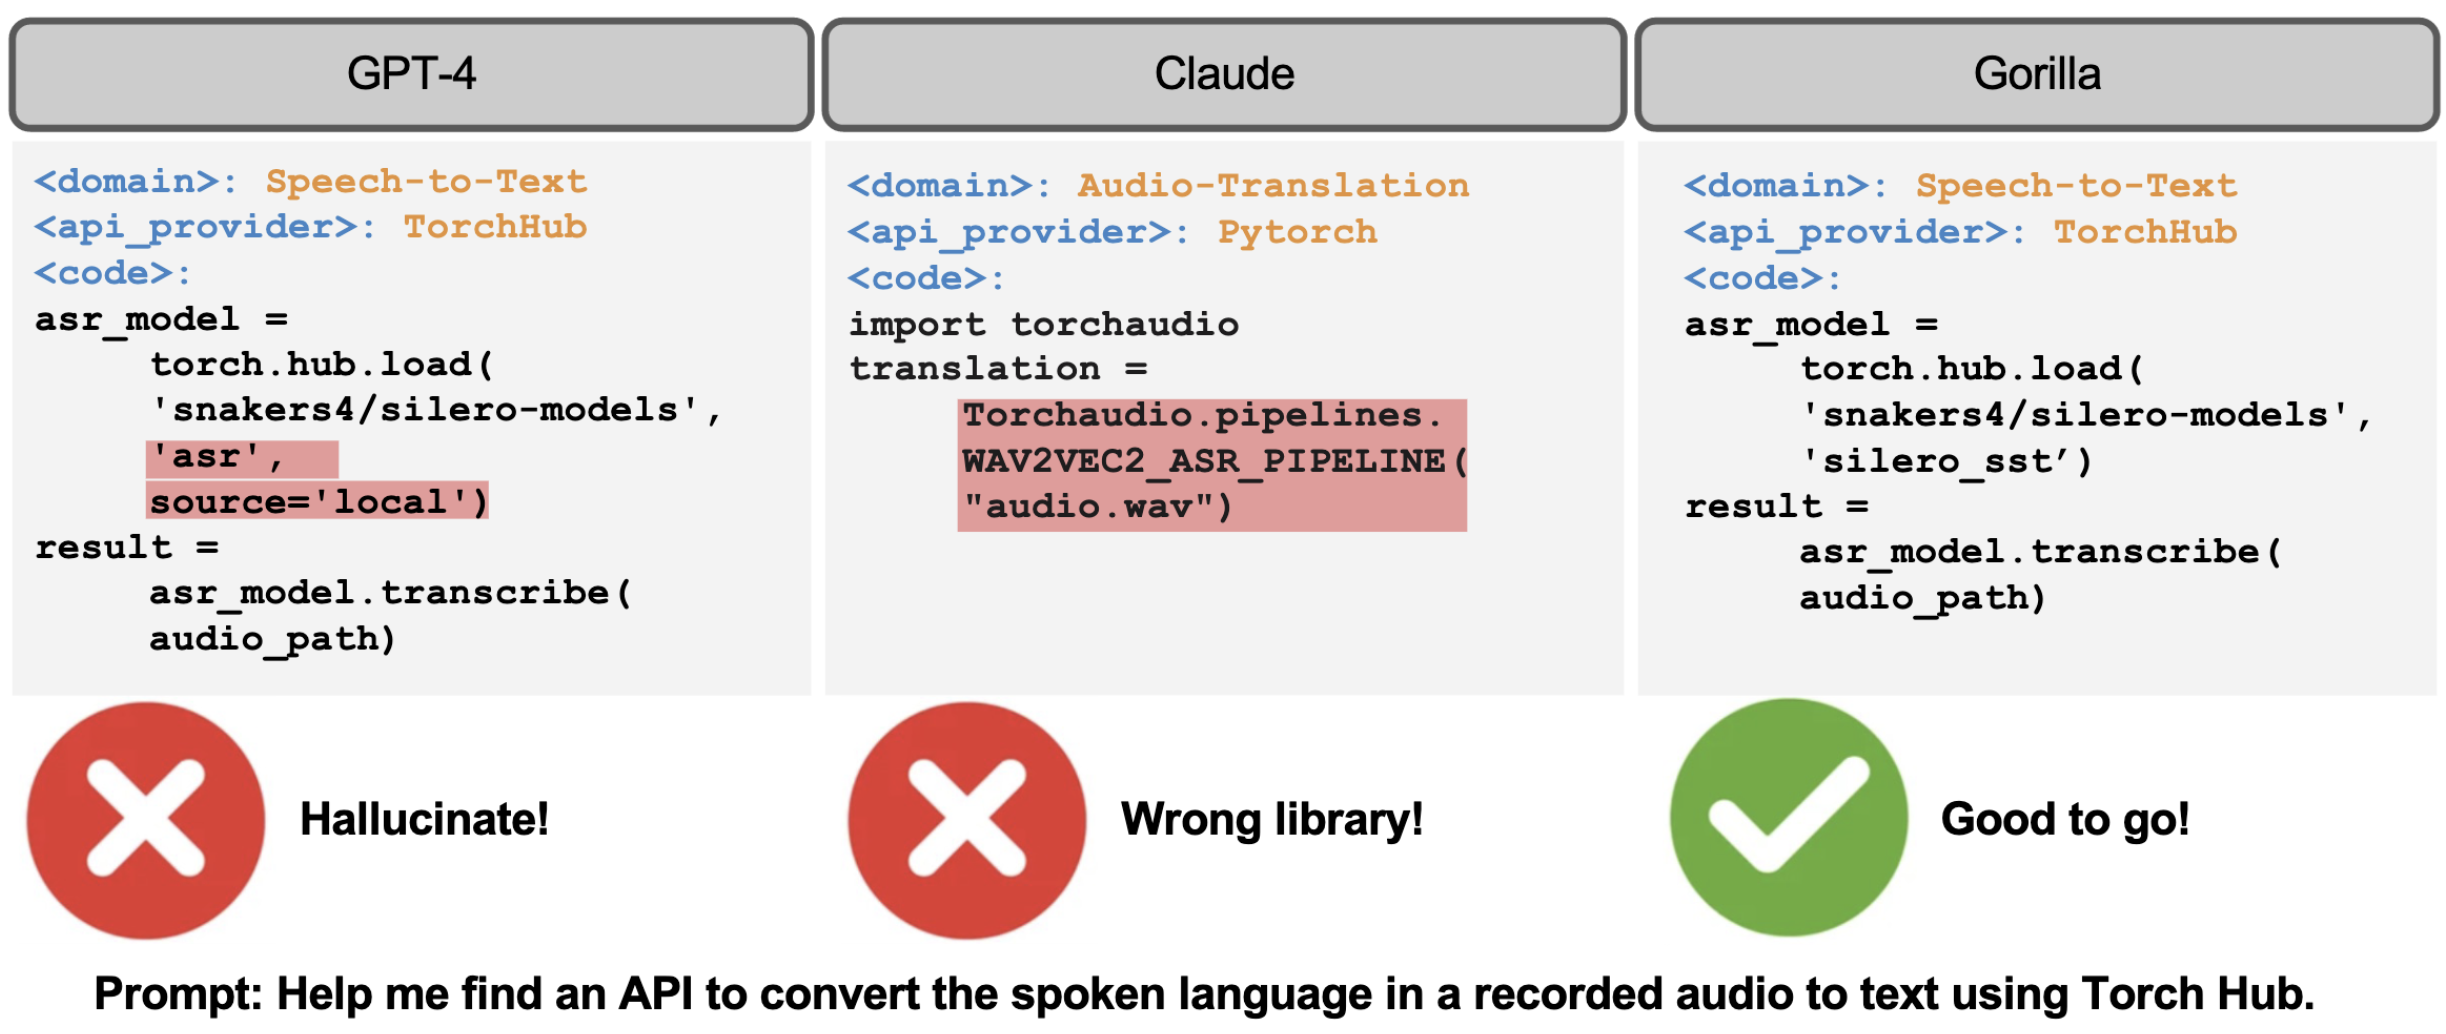 GPT-4
<domain>: Speech-to-Text
<api_provider>: TorchHub
<code>:
asr_model =
torch.hub.load(
'snakers4/silero-models',
'asr',
source='local')
result =
asr_model.transcribe(
audio_path)
Hallucinate!
Claude
<domain>: Audio-Translation
<api_provider>: Pytorch
<code>:
import torchaudio
translation =
Torchaudio.pipelines.
WAV2VEC2_ASR_PIPELINE(
"audio.wav")
Wrong library!
Gorilla
<domain>: Speech-to-Text
<api_provider>: TorchHub
<code>:
asr_model =
torch.hub.load(
'snakers4/silero-models',
'silero_sst’)
result =
asr_model.transcribe(
audio_path)
Good to go!
Prompt: Help me find an API to convert the spoken language in a recorded audio to text using Torch Hub.